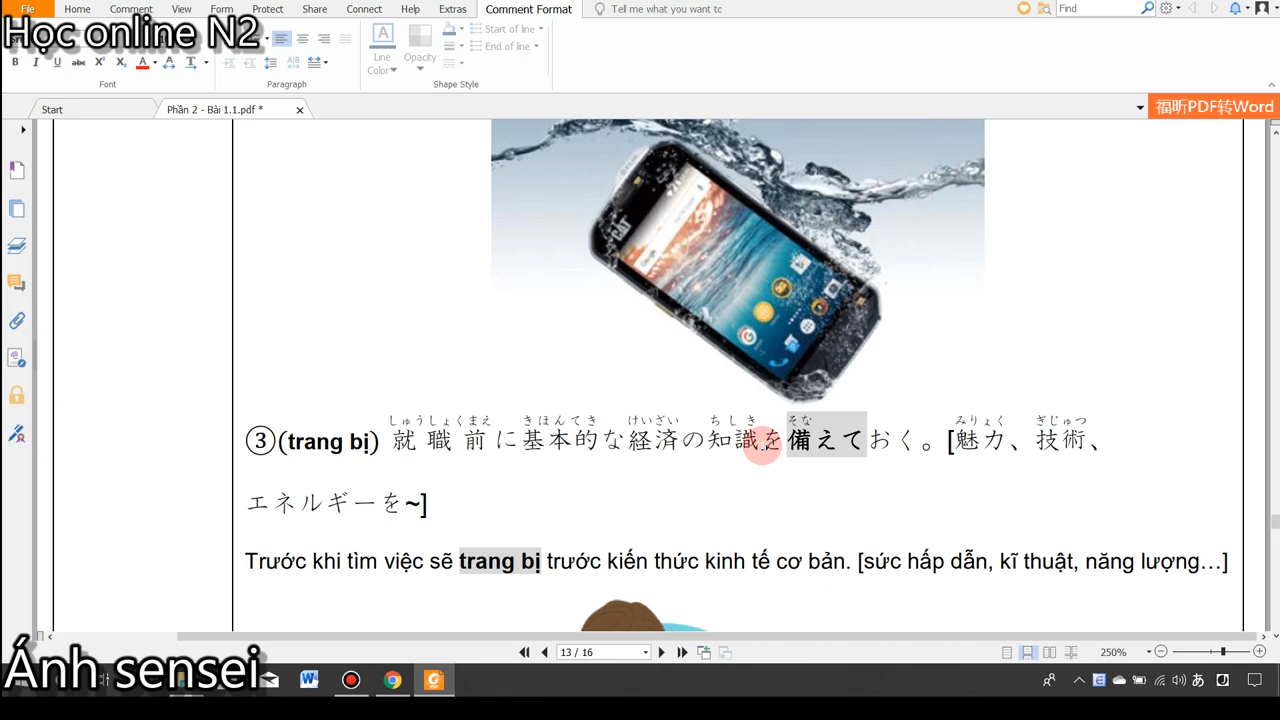 File Home Comment View Form Protect Share Connect Help Extras Comment Format Tell me what you want tc Find
Học online N2
Line Color Opacity Start of line
End of line
Font Paragraph Shape Style
Start Phần 2 - Bài 1.1.pdf * 福昕PDF转Word
CAT
Google
しゅうしょくまえ きほんてき けいざい ちしき そな みりょく ぎじゅつ
③(trang bị) 就職前に基本的な経済の知識を備えておく。[魅力、技術、
エネルギーを~]
Trước khi tìm việc sẽ trang bị trước kiến thức kinh tế cơ bản. [sức hấp dẫn, kĩ thuật, năng lượng…]
13 / 16 250%
Ánh sensei あ